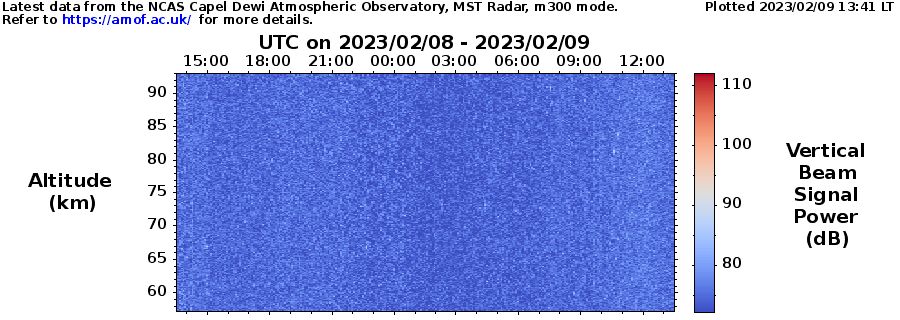 Latest data from the NCAS Capel Dewi Atmospheric Observatory, MST Radar, m300 mode.
Plotted 2023/02/09 13:41 LT
Refer to https://amof.ac.uk/ for more details.
UTC on 2023/02/08 - 2023/02/09
15:00 18:00 21:00 00:00 03:00 06:00 09:00 12:00
90
85
80
75
70
65
60
Altitude
(km)
110
100
90
80
Vertical
Beam
Signal
Power
(dB)